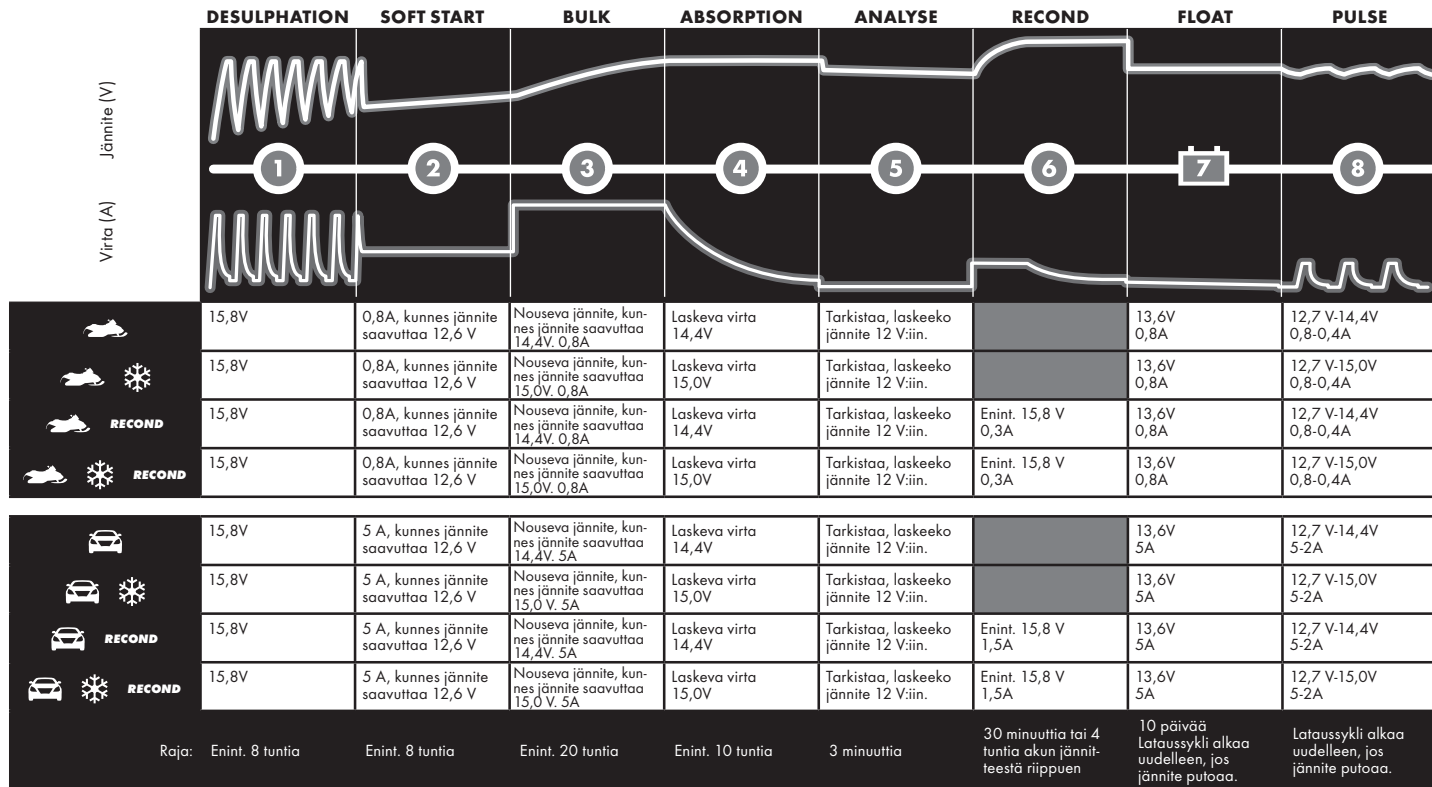 DESULPHATION SOFT START BULK ABSORPTION ANALYSE RECOND FLOAT PULSE
Jännite (V)
1 2 3 4 5 6 7 8
Virta (A)
15,8V
0,8A, kunnes jännite
saavuttaa 12,6 V
Nouseva jännite, kun-
nes jännite saavuttaa
14,4V. 0,8A
Laskeva virta
14,4V
Tarkistaa, laskeeko
jännite 12 V:iin.
13,6V
0,8A
12,7 V-14,4V
0,8-0,4A
15,8V
0,8A, kunnes jännite
saavuttaa 12,6 V
Nouseva jännite, kun-
nes jännite saavuttaa
15,0V. 0,8A
Laskeva virta
15,0V
Tarkistaa, laskeeko
jännite 12 V:iin.
13,6V
0,8A
12,7 V-15,0V
0,8-0,4A
RECOND
15,8V
0,8A, kunnes jännite
saavuttaa 12,6 V
Nouseva jännite, kun-
nes jännite saavuttaa
14,4V. 0,8A
Laskeva virta
14,4V
Tarkistaa, laskeeko
jännite 12 V:iin.
Enint. 15,8 V
0,3A
13,6V
0,8A
12,7 V-14,4V
0,8-0,4A
RECOND
15,8V
0,8A, kunnes jännite
saavuttaa 12,6 V
Nouseva jännite, kun-
nes jännite saavuttaa
15,0V. 0,8A
Laskeva virta
15,0V
Tarkistaa, laskeeko
jännite 12 V:iin.
Enint. 15,8 V
0,3A
13,6V
0,8A
12,7 V-15,0V
0,8-0,4A
15,8V
5 A, kunnes jännite
saavuttaa 12,6 V
Nouseva jännite, kun-
nes jännite saavuttaa
14,4V. 5A
Laskeva virta
14,4V
Tarkistaa, laskeeko
jännite 12 V:iin.
13,6V
5A
12,7 V-14,4V
5-2A
15,8V
5 A, kunnes jännite
saavuttaa 12,6 V
Nouseva jännite, kun-
nes jännite saavuttaa
15,0 V. 5A
Laskeva virta
15,0V
Tarkistaa, laskeeko
jännite 12 V:iin.
13,6V
5A
12,7 V-15,0V
5-2A
RECOND
15,8V
5 A, kunnes jännite
saavuttaa 12,6 V
Nouseva jännite, kun-
nes jännite saavuttaa
14,4V. 5A
Laskeva virta
14,4V
Tarkistaa, laskeeko
jännite 12 V:iin.
Enint. 15,8 V
1,5A
13,6V
5A
12,7 V-14,4V
5-2A
RECOND
15,8V
5 A, kunnes jännite
saavuttaa 12,6 V
Nouseva jännite, kun-
nes jännite saavuttaa
15,0 V. 5A
Laskeva virta
15,0V
Tarkistaa, laskeeko
jännite 12 V:iin.
Enint. 15,8 V
1,5A
13,6V
5A
12,7 V-15,0V
5-2A
Raja:
Enint. 8 tuntia
Enint. 8 tuntia
Enint. 20 tuntia
Enint. 10 tuntia
3 minuuttia
30 minuuttia tai 4
tuntia akun jännit-
teestä riippuen
10 päivää
Lataussykli alkaa
uudelleen, jos
jännite putoaa.
Lataussykli alkaa
uudelleen, jos
jännite putoaa.